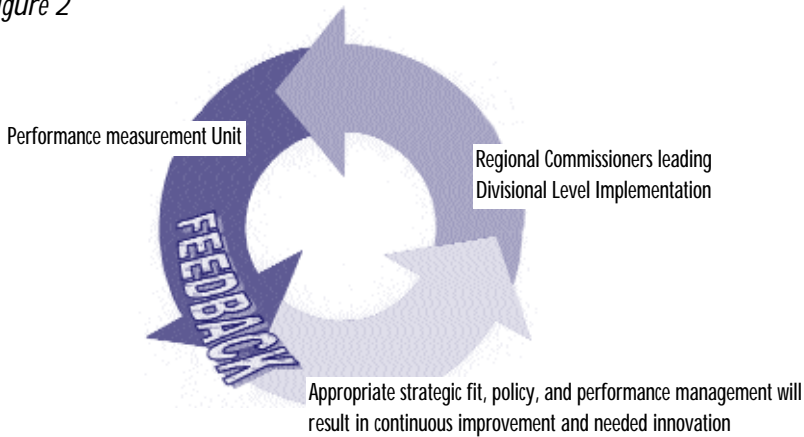 igure 2
Performance measurement Unit
Regional Commissioners leading
Divisional Level Implementation
FEEDBACK
Appropriate strategic fit, policy, and performance management will
result in continuous improvement and needed innovation